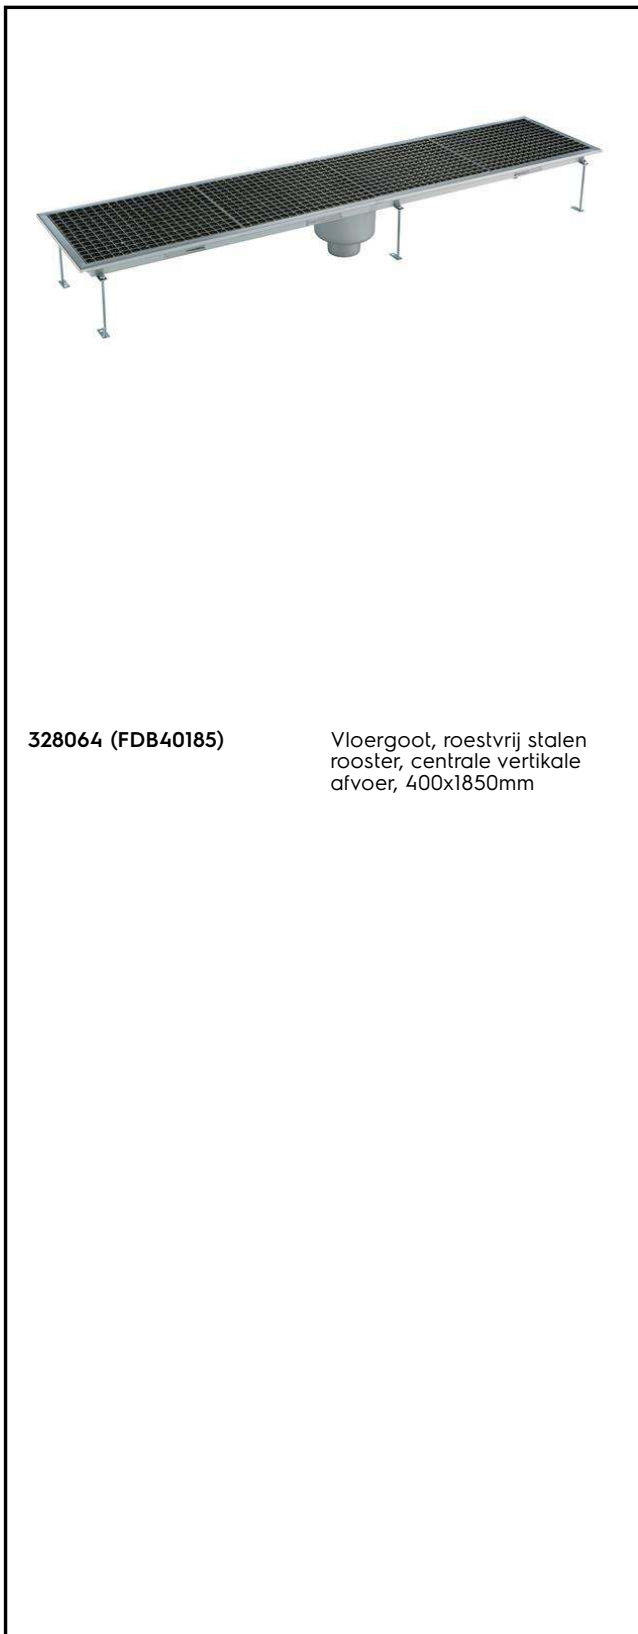 328064 (FDB40185)
Vloergoot, roestvrij stalen
rooster, centrale vertikale
afvoer, 400x1850mm